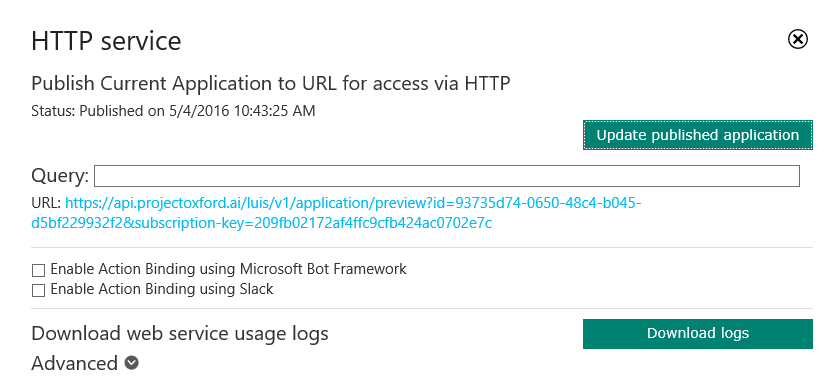 HTTP service
Publish Current Application to URL for access via HTTP
Status: Published on 5/4/2016 10:43:25 AM
Update published application
Query:
URL: https://api.projectoxford.ai/luis/v1/application/preview?id=93735d74-0650-48c4-b045-
d5bf229932f2&subscription-key=209fb02172af4ffc9cfb424ac0702e7c
Enable Action Binding using Microsoft Bot Framework
Enable Action Binding using Slack
Download web service usage logs
Download logs
Advanced